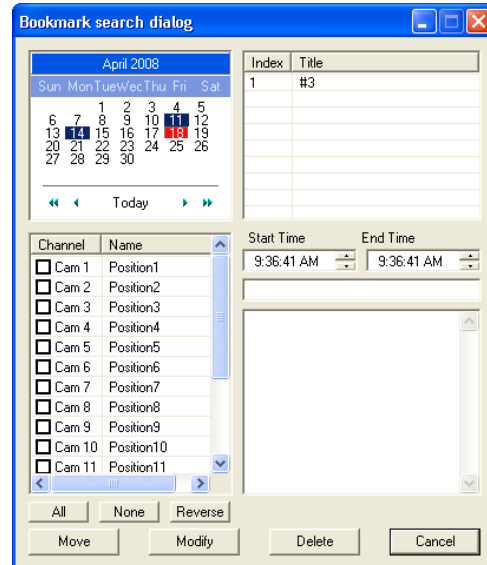 Bookmark search dialog
April 2008
Sun MonTueWecThu Fri Sat
1 2 3 4 5
6 7 8 9 10 11 12
13 14 15 16 17 18 19
20 21 22 23 24 25 26
27 28 29 30
Today
Index Title
1 #3
Channel Name
Cam 1 Position1
Cam 2 Position2
Cam 3 Position3
Cam 4 Position4
Cam 5 Position5
Cam 6 Position6
Cam 7 Position7
Cam 8 Position8
Cam 9 Position9
Cam 10 Position10
Cam 11 Position11
Start Time End Time
9:36:41 AM 9:36:41 AM
All None Reverse
Move Modify Delete Cancel